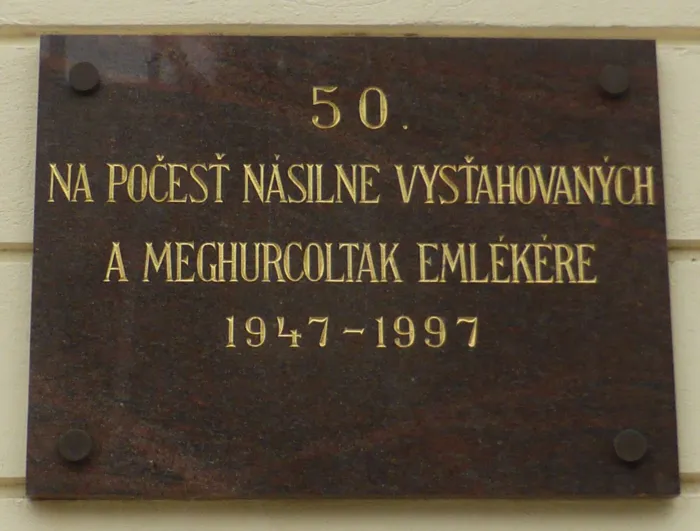 50.
NA POČESŤ NÁSILNE VYSŤAHOVANÝCH
A MEGHURCOLTAK EMLÉKÉRE
1947-1997